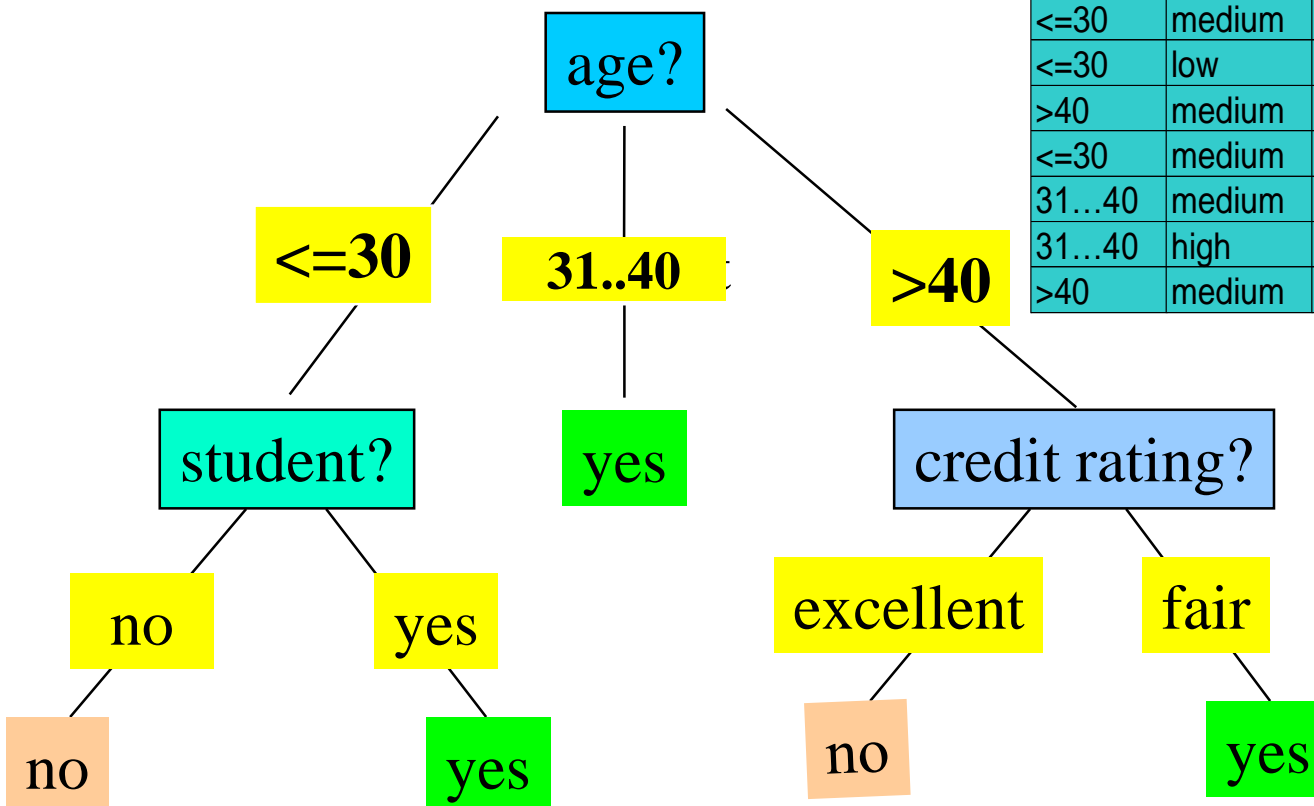 age?
<=30 medium
<=30 low
>40 medium
<=30 medium
31…40 medium
31…40 high
>40 medium
<=30
31..40
>40
student?
yes
credit rating?
no
yes
excellent
fair
no
yes
no
yes